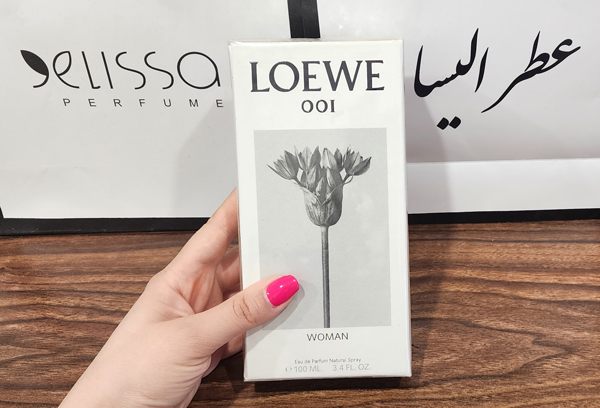 elissa
PERFUME
عطر اليسا
LOEWE
001
WOMAN
Eau de Parfum Natural Spray
℮ 100 ML. 3.4 FL. OZ.